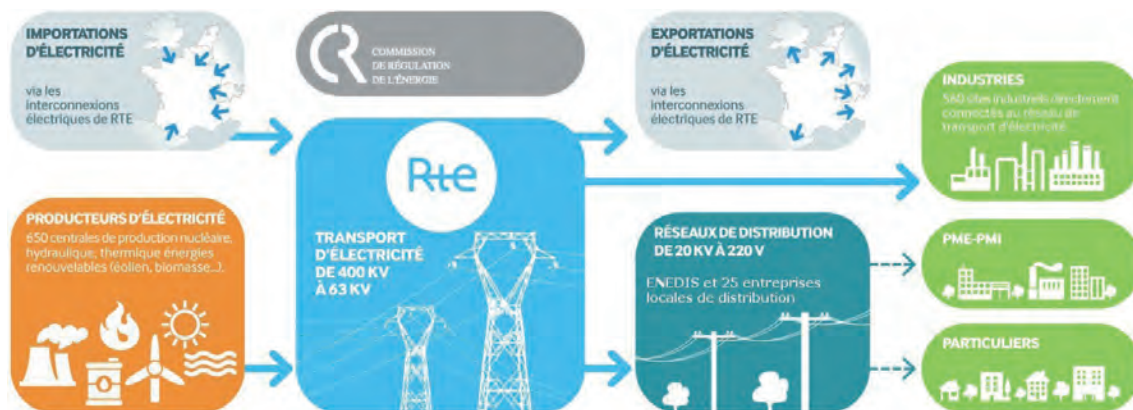 IMPORTATIONS
D'ÉLECTRICITÉ
via les
interconnexions
électriques de RTE
COMMISSION
DE RÉGULATION
DE L'ÉNERGIE
EXPORTATIONS
D'ÉLECTRICITÉ
via les
interconnexions
électriques de RTE
INDUSTRIES
560 sites industriels directement
connectés au réseau de
transport d'électricité
PRODUCTEURS D'ÉLECTRICITÉ
650 centrales de production nucléaire,
hydraulique, thermique énergies
renouvelables (éolien, biomasse...).
Rte
TRANSPORT
D'ÉLECTRICITÉ
DE 400 KV
À 63 KV
RÉSEAUX DE DISTRIBUTION
DE 20 KV À 220 V
ENEDIS et 25 entreprises
locales de distribution
PME-PMI
PARTICULIERS